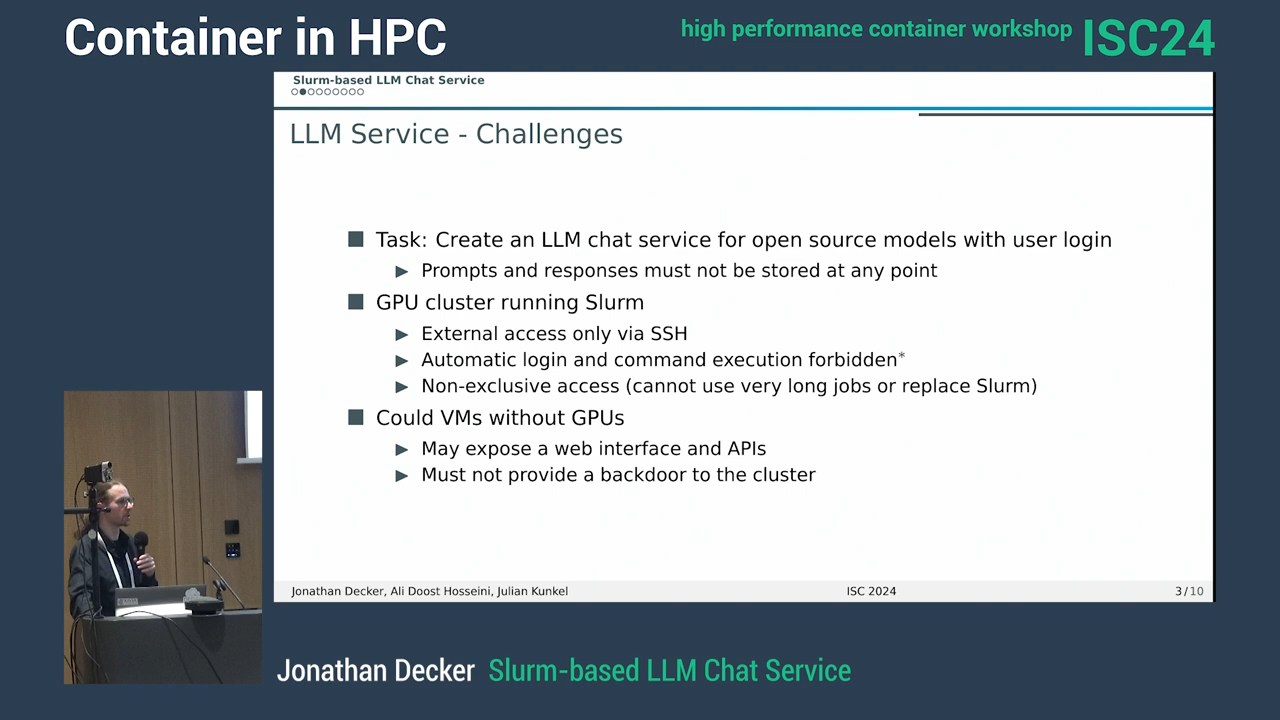 Container in HPC
high performance container workshop ISC24
Slurm-based LLM Chat Service
LLM Service - Challenges
Task: Create an LLM chat service for open source models with user login
Prompts and responses must not be stored at any point
GPU cluster running Slurm
External access only via SSH
Automatic login and command execution forbidden*
Non-exclusive access (cannot use very long jobs or replace Slurm)
Could VMs without GPUs
May expose a web interface and APIs
Must not provide a backdoor to the cluster
Jonathan Decker, Ali Doost Hosseini, Julian Kunkel
ISC 2024
3/10
Jonathan Decker Slurm-based LLM Chat Service